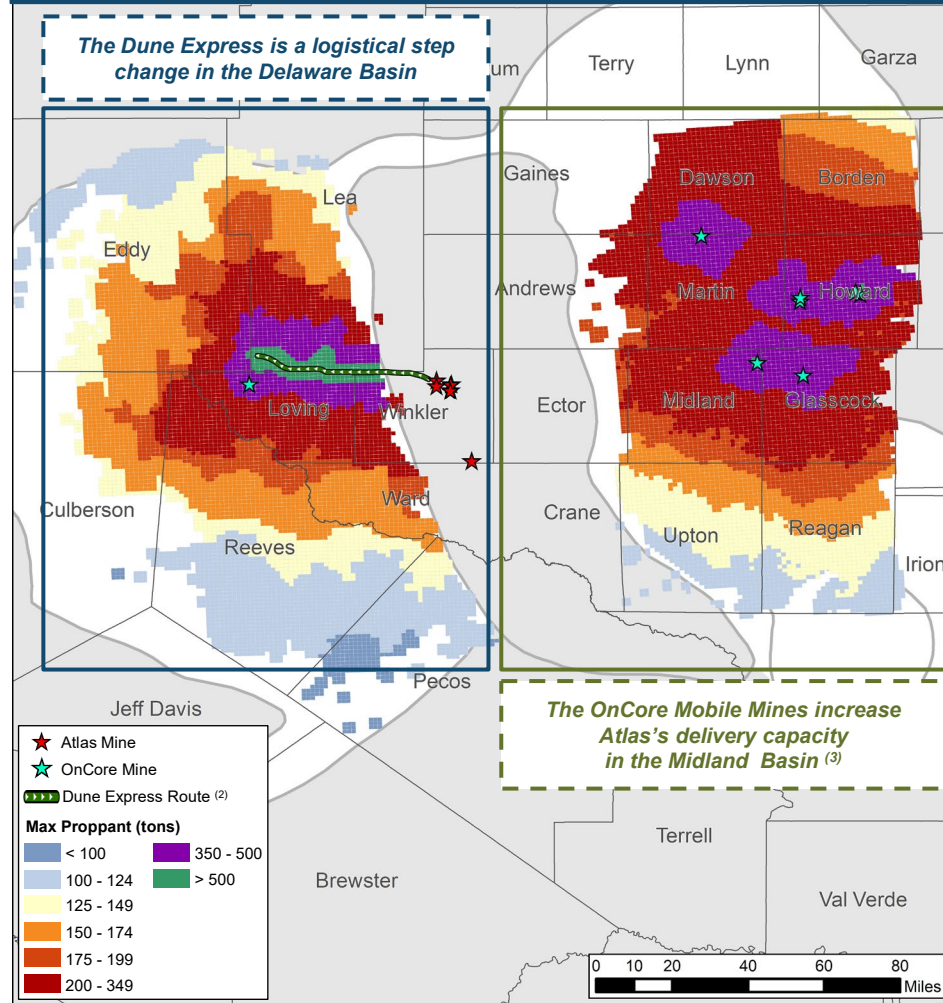 The Dune Express is a logistical step
change in the Delaware Basin
um
Terry
Lynn
Garza
Gaines
Dawson
Borden
Lea
Eddy
Andrews
Martin
Howard
Loving
Winkler
Ector
Midland
Glasscock
Culberson
Ward
Crane
Reeves
Upton
Reagan
Irion
Pecos
Jeff Davis
The OnCore Mobile Mines increase
Atlas's delivery capacity
in the Midland Basin (3)
Atlas Mine
OnCore Mine
Dune Express Route (2)
Max Proppant (tons)
< 100
100 - 124
125 - 149
150 - 174
175 - 199
200 - 349
350 - 500
> 500
Terrell
Brewster
Val Verde
0 10 20 40 60 80
Miles